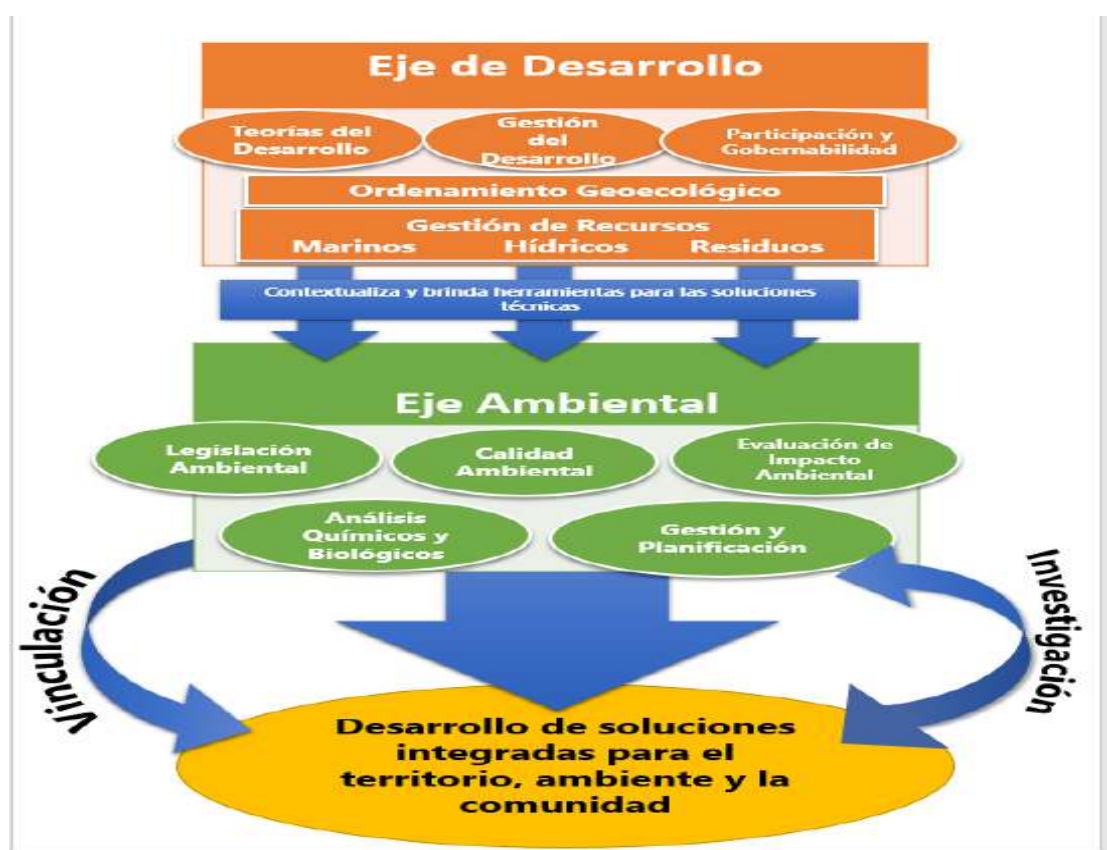 Eje de Desarrollo
Teorías del
Desarrollo
Gestión
del
Desarrollo
Participación y
Gobernabilidad
Ordenamiento Geoecológico
Gestión de Recursos
Marinos Hídricos Residuos
Contextualiza y brinda herramientas para las soluciones
técnicas
Eje Ambiental
Legislación
Ambiental
Calidad
Ambiental
Evaluación de
Impacto
Ambiental
Análisis
Químicos y
Biológicos
Gestión y
Planificación
Vinculación
Investigación
Desarrollo de soluciones
integradas para el
territorio, ambiente y la
comunidad